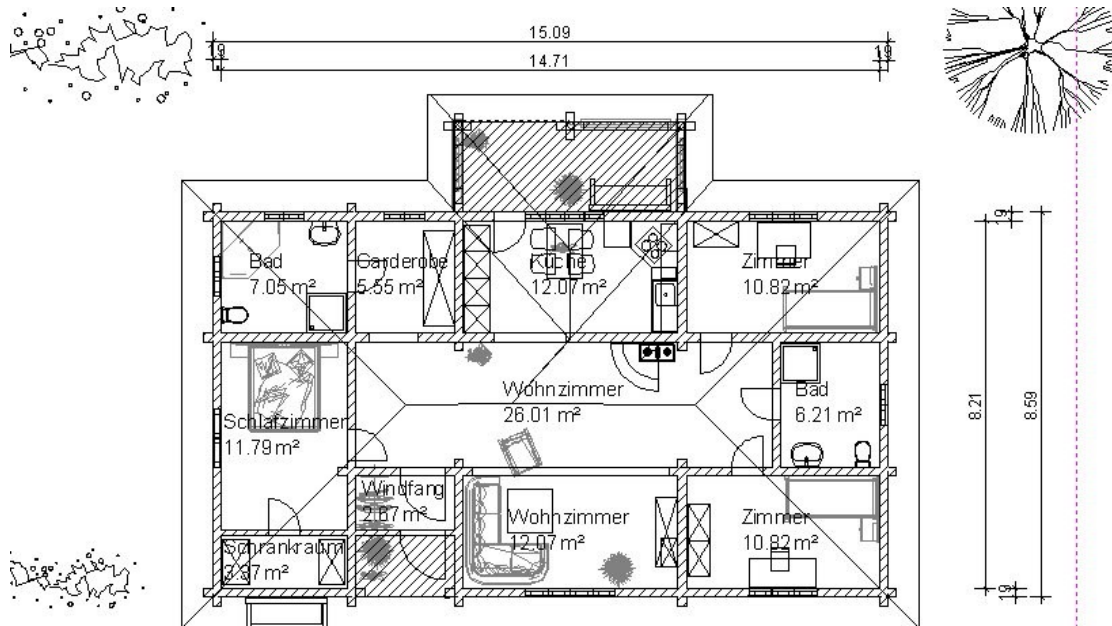 15.09
19
19
14.71
Bad
7.05 m²
Garderobe
5.55 m²
Küche
12.07 m²
Zimmer
10.82 m²
19
Wohnzimmer
26.01 m²
Bad
6.21 m²
Schlafzimmer
11.79 m²
8.21
8.59
Windfang
2.67 m²
Wohnzimmer
12.07 m²
Zimmer
10.82 m²
Schrankraum
3.37 m²
19